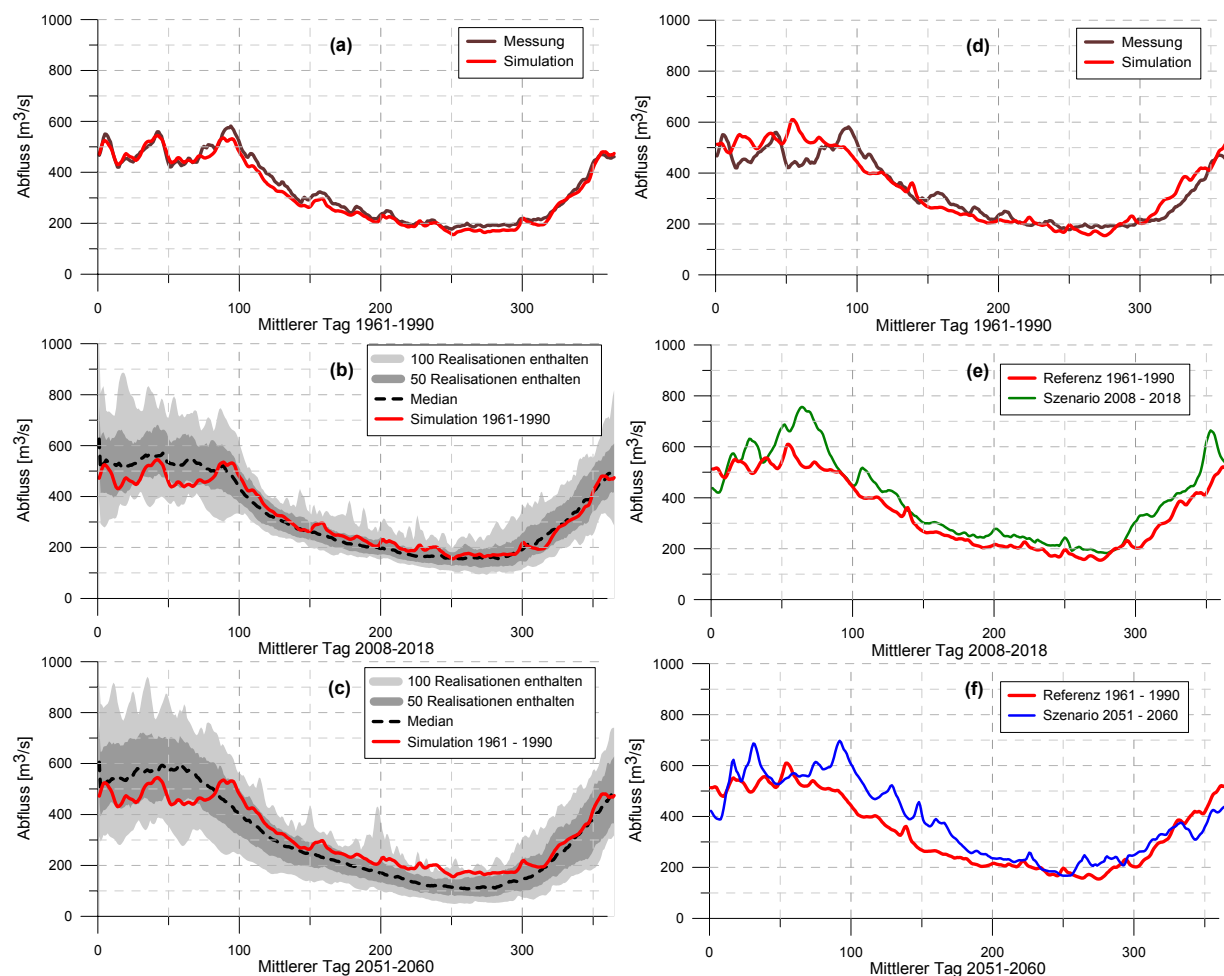 (a)
Messung
Simulation
Abfluss [m³/s]
1000
800
600
400
200
0
0
100
200
300
Mittlerer Tag 1961-1990
(d)
Messung
Simulation
Abfluss [m³/s]
1000
800
600
400
200
0
0
100
200
300
Mittlerer Tag 1961-1990
(b)
100 Realisationen enthalten
50 Realisationen enthalten
Median
Simulation 1961-1990
Abfluss [m³/s]
1000
800
600
400
200
0
0
100
200
300
Mittlerer Tag 2008-2018
(e)
Referenz 1961-1990
Szenario 2008 - 2018
Abfluss [m³/s]
1000
800
600
400
200
0
0
100
200
300
Mittlerer Tag 2008-2018
(c)
100 Realisationen enthalten
50 Realisationen enthalten
Median
Simulation 1961 - 1990
Abfluss [m³/s]
1000
800
600
400
200
0
0
100
200
300
Mittlerer Tag 2051-2060
(f)
Referenz 1961 - 1990
Szenario 2051 - 2060
Abfluss [m³/s]
1000
800
600
400
200
0
0
100
200
300
Mittlerer Tag 2051-2060